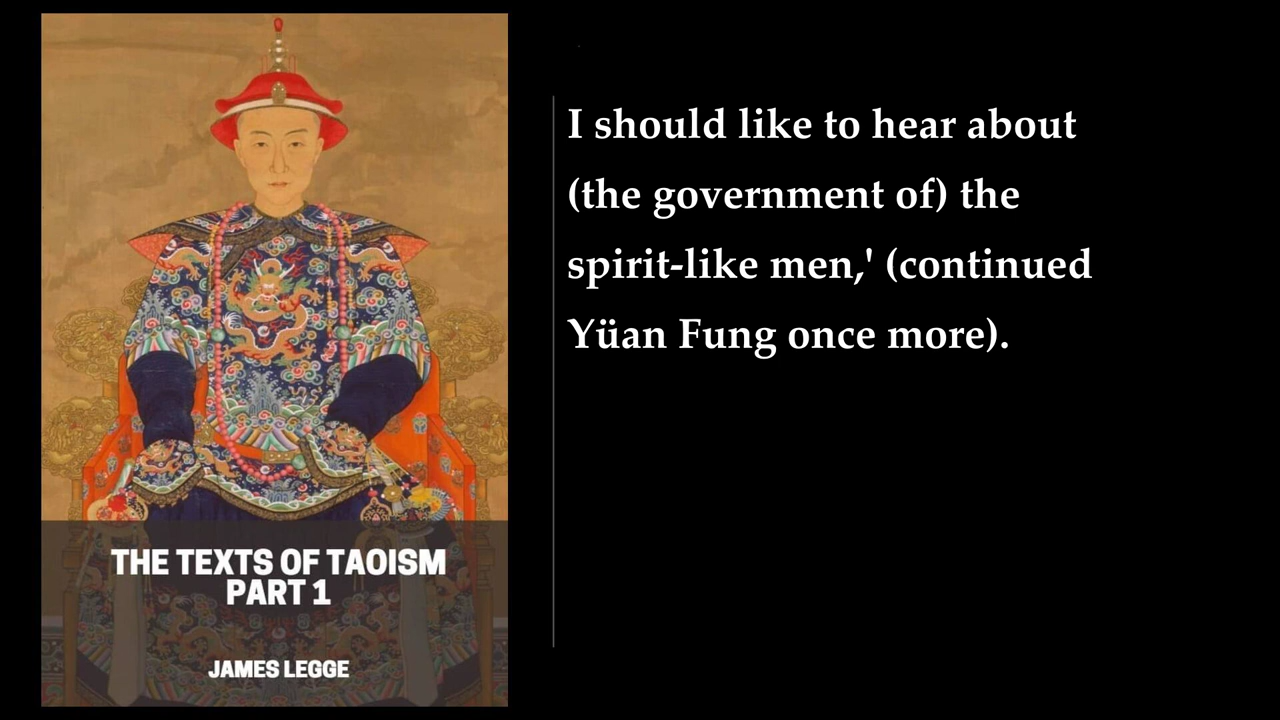 THE TEXTS OF TAOISM
PART 1
JAMES LEGGE
I should like to hear about
(the government of) the
spirit-like men,' (continued
Yüan Fung once more).